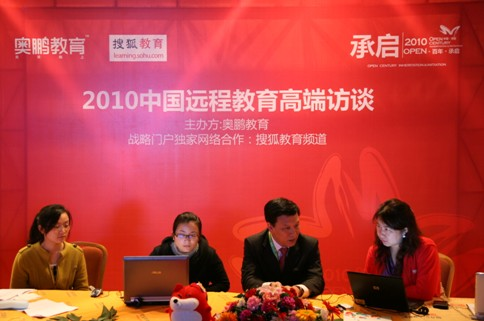 奥鹏教育
搜狐教育
learning.sohu.com
承启
2010
OPEN·百年·承启
2010中国远程教育高端访谈
主办方:奥鹏教育
战略门户独家网络合作：搜狐教育频道